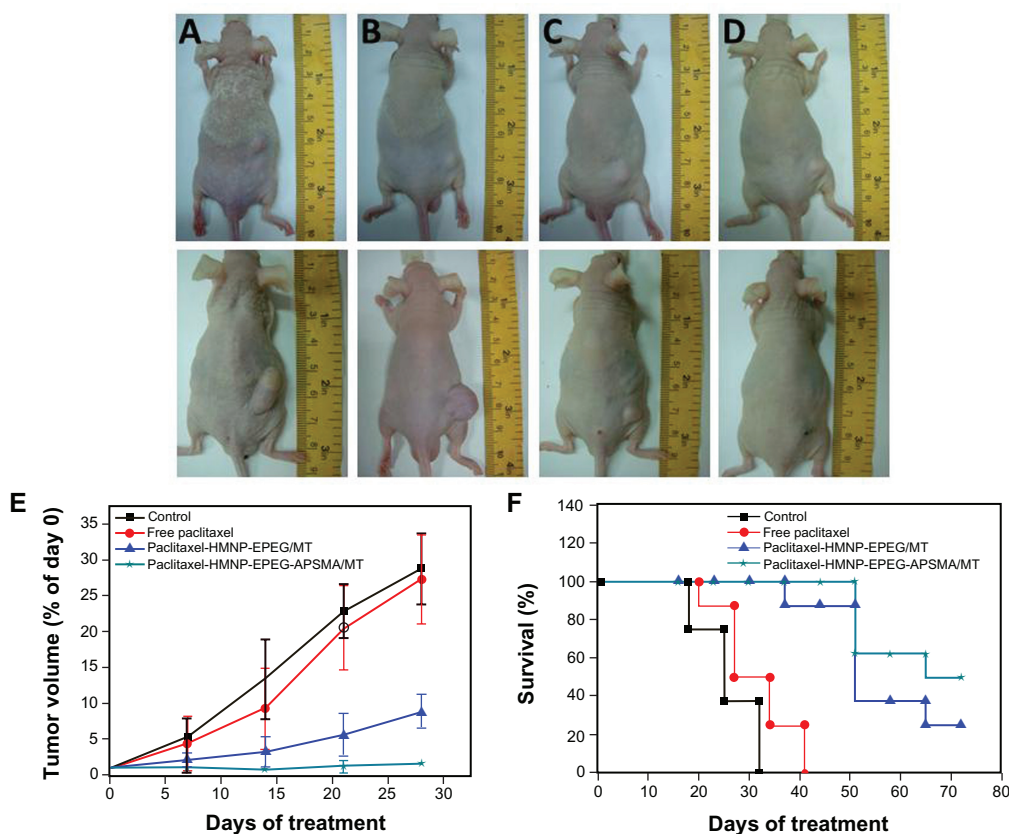 A B C D
E
Tumor volume (% of day 0)
35
30
25
20
15
10
5
0
Control
Free paclitaxel
Paclitaxel-HMNP-EPEG/MT
Paclitaxel-HMNP-EPEG-APSMA/MT
0 5 10 15 20 25 30
Days of treatment
F
Survival (%)
140
120
100
80
60
40
20
0.00
Control
Free paclitaxel
Paclitaxel-HMNP-EPEG/MT
Paclitaxel-HMNP-EPEG-APSMA/MT
0 10 20 30 40 50 60 70 80
Days of treatment